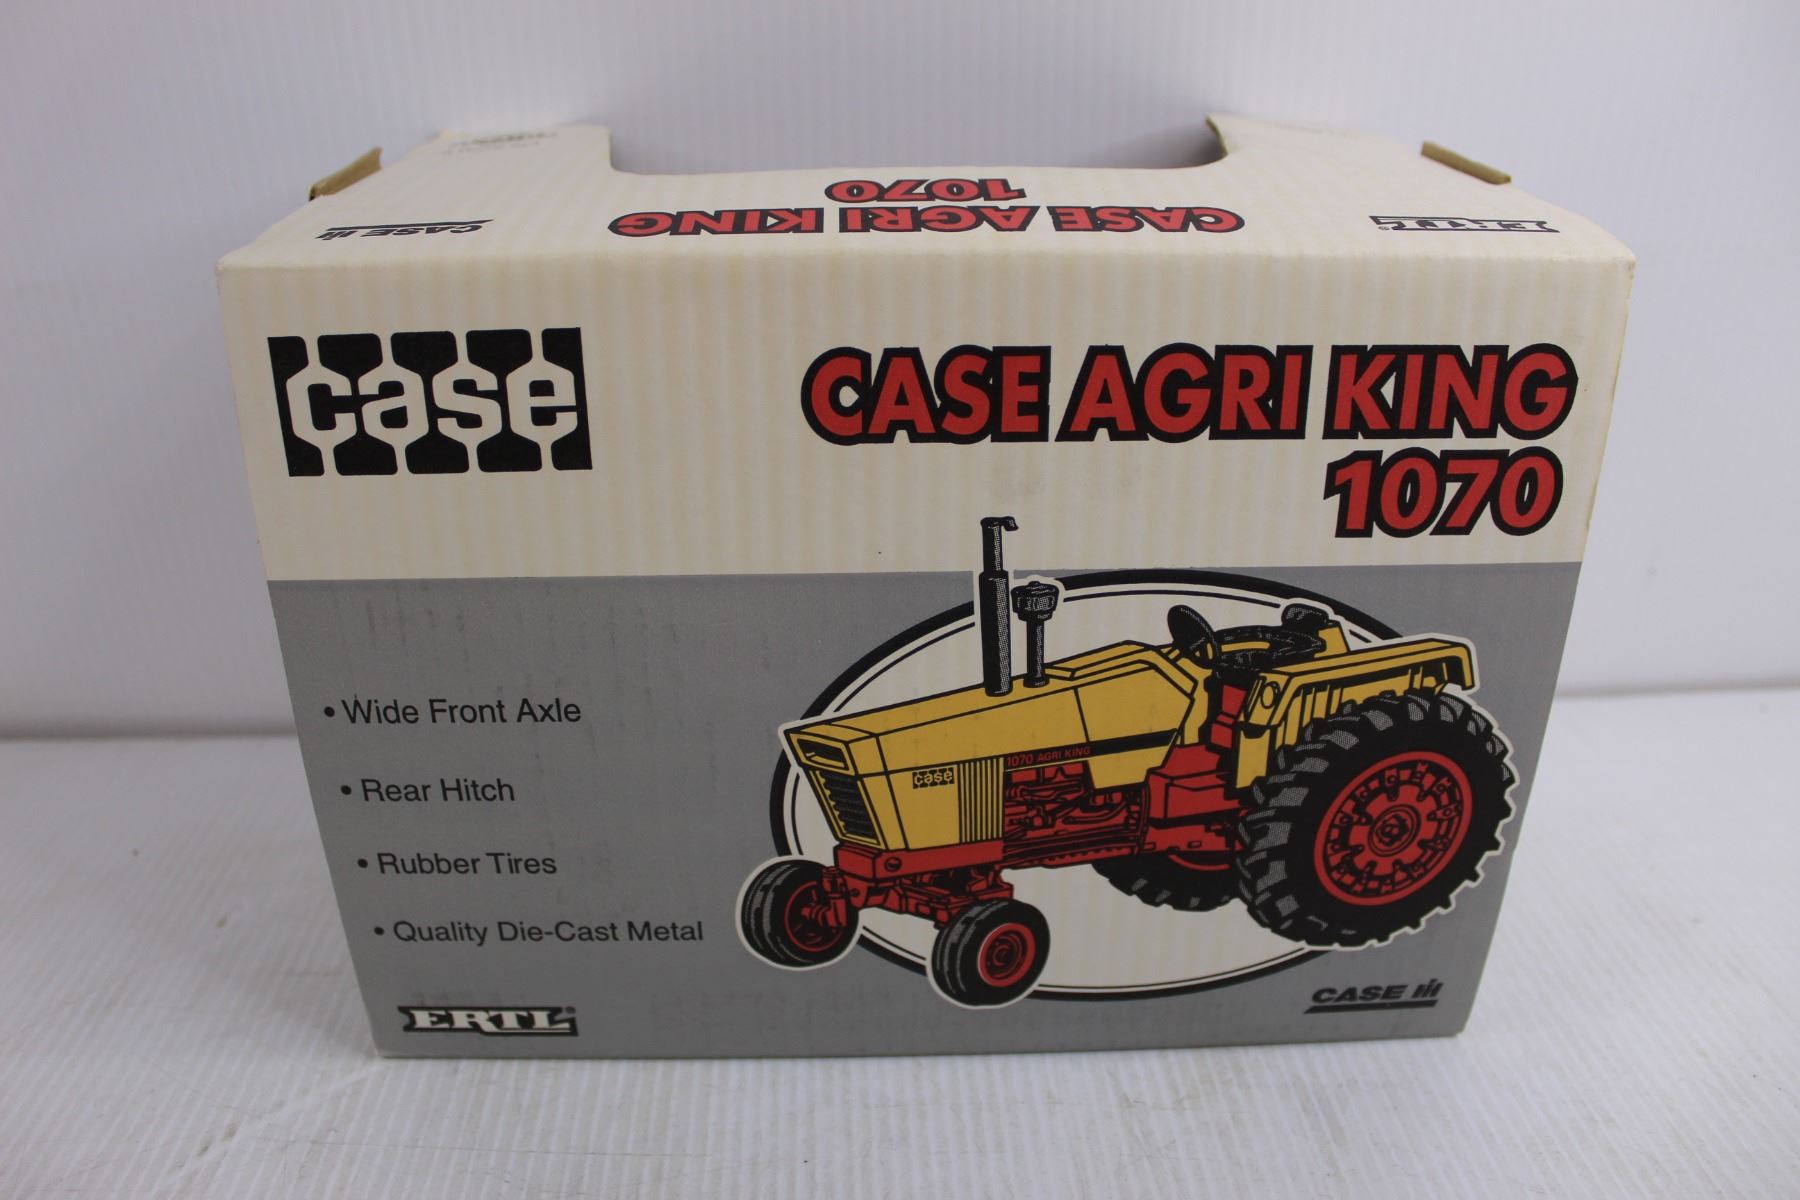 1070
CASE AGRI KING
CASE IH
ERTL®
case
CASE AGRI KING
1070
• Wide Front Axle
• Rear Hitch
• Rubber Tires
• Quality Die-Cast Metal
1070 AGRI KING
case
ERTL®
CASE IH